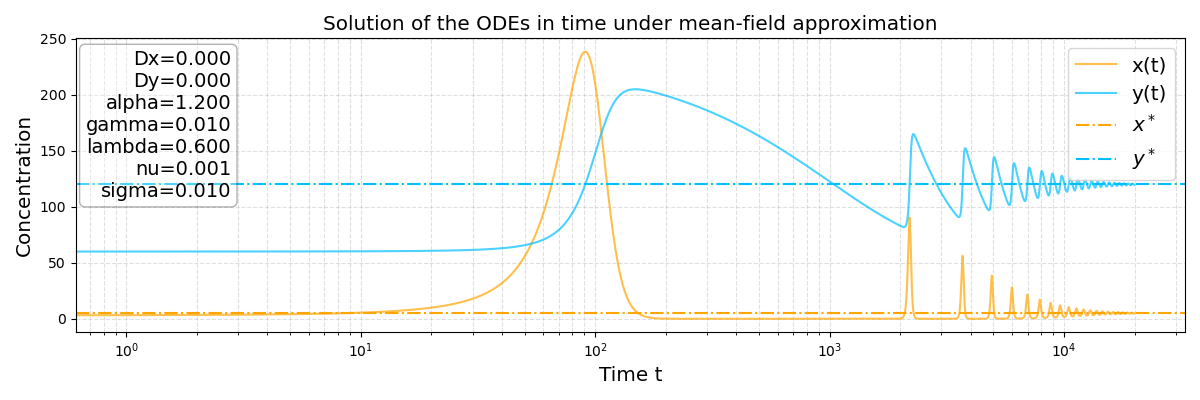 Solution of the ODEs in time under mean-field approximation
Concentration
250
200
150
100
50
0
Dx=0.000
Dy=0.000
alpha=1.200
gamma=0.010
lambda=0.600
nu=0.001
sigma=0.010
x(t)
y(t)
x*
y*
10⁰
10¹
10²
10³
10⁴
Time t